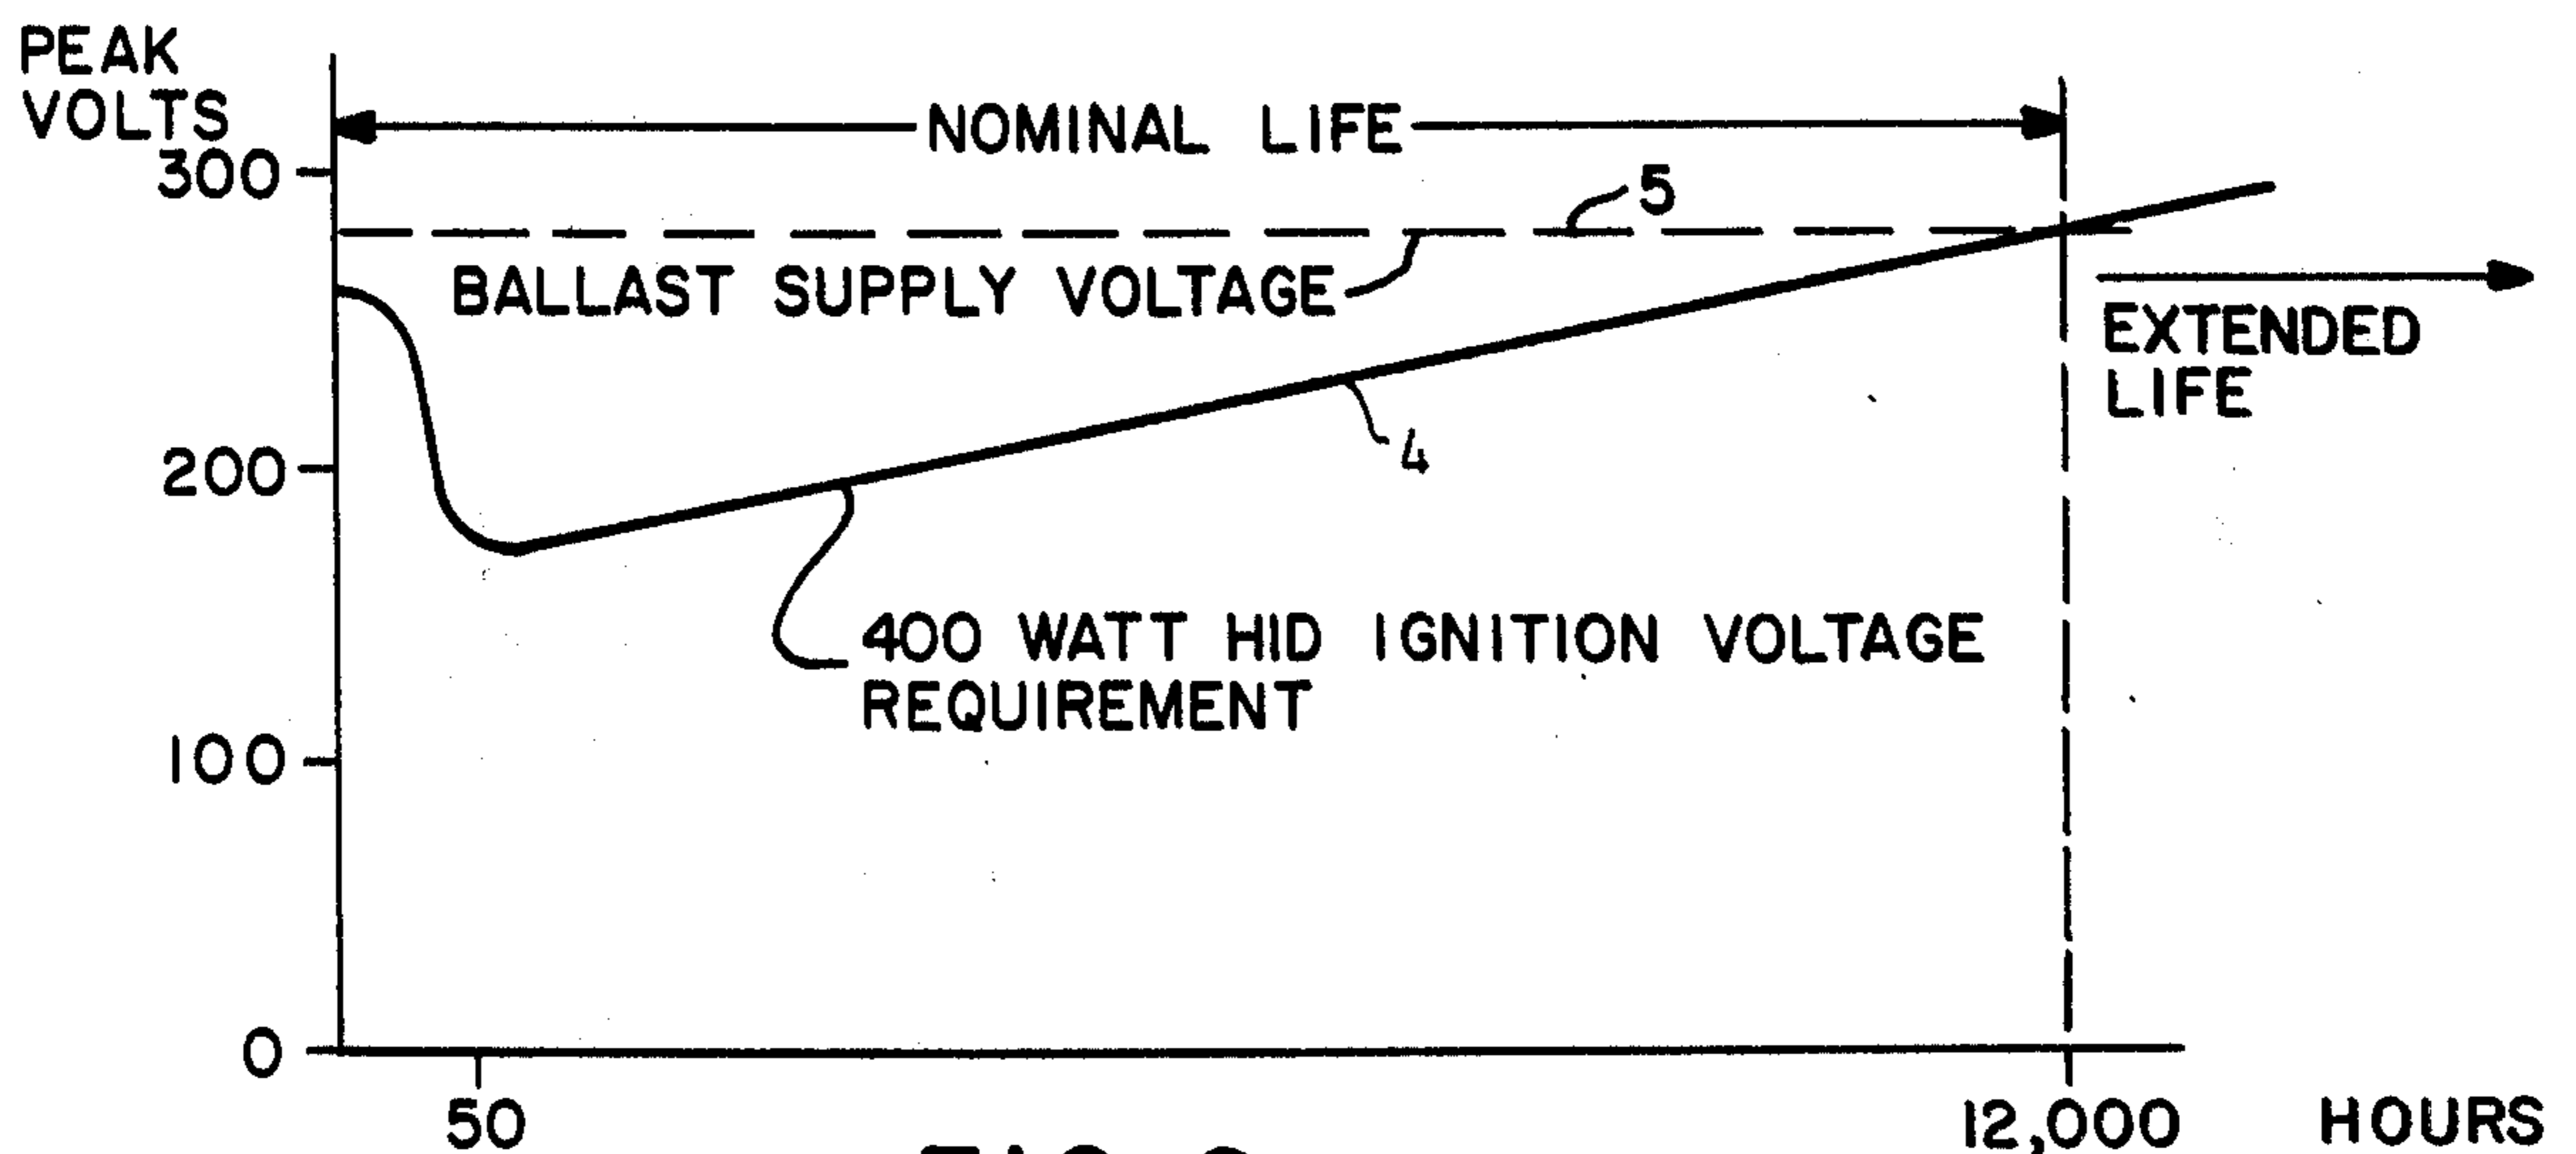 PEAK
VOLTS
NOMINAL LIFE
300
5
BALLAST SUPPLY VOLTAGE
EXTENDED
LIFE
200
4
400 WATT HID IGNITION VOLTAGE
REQUIREMENT
100
0
50
12,000
HOURS